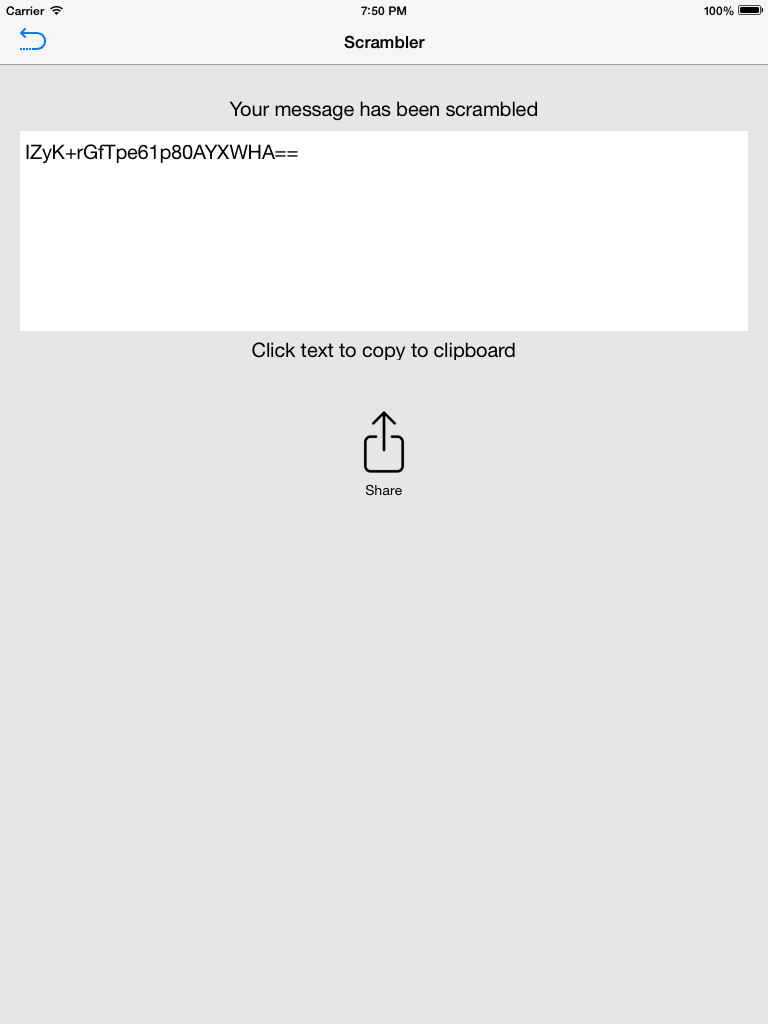 Carrier 7:50 PM 100%
Scrambler
Your message has been scrambled
IZyK+rGfTpe61p80AYXWHA==
Click text to copy to clipboard
Share